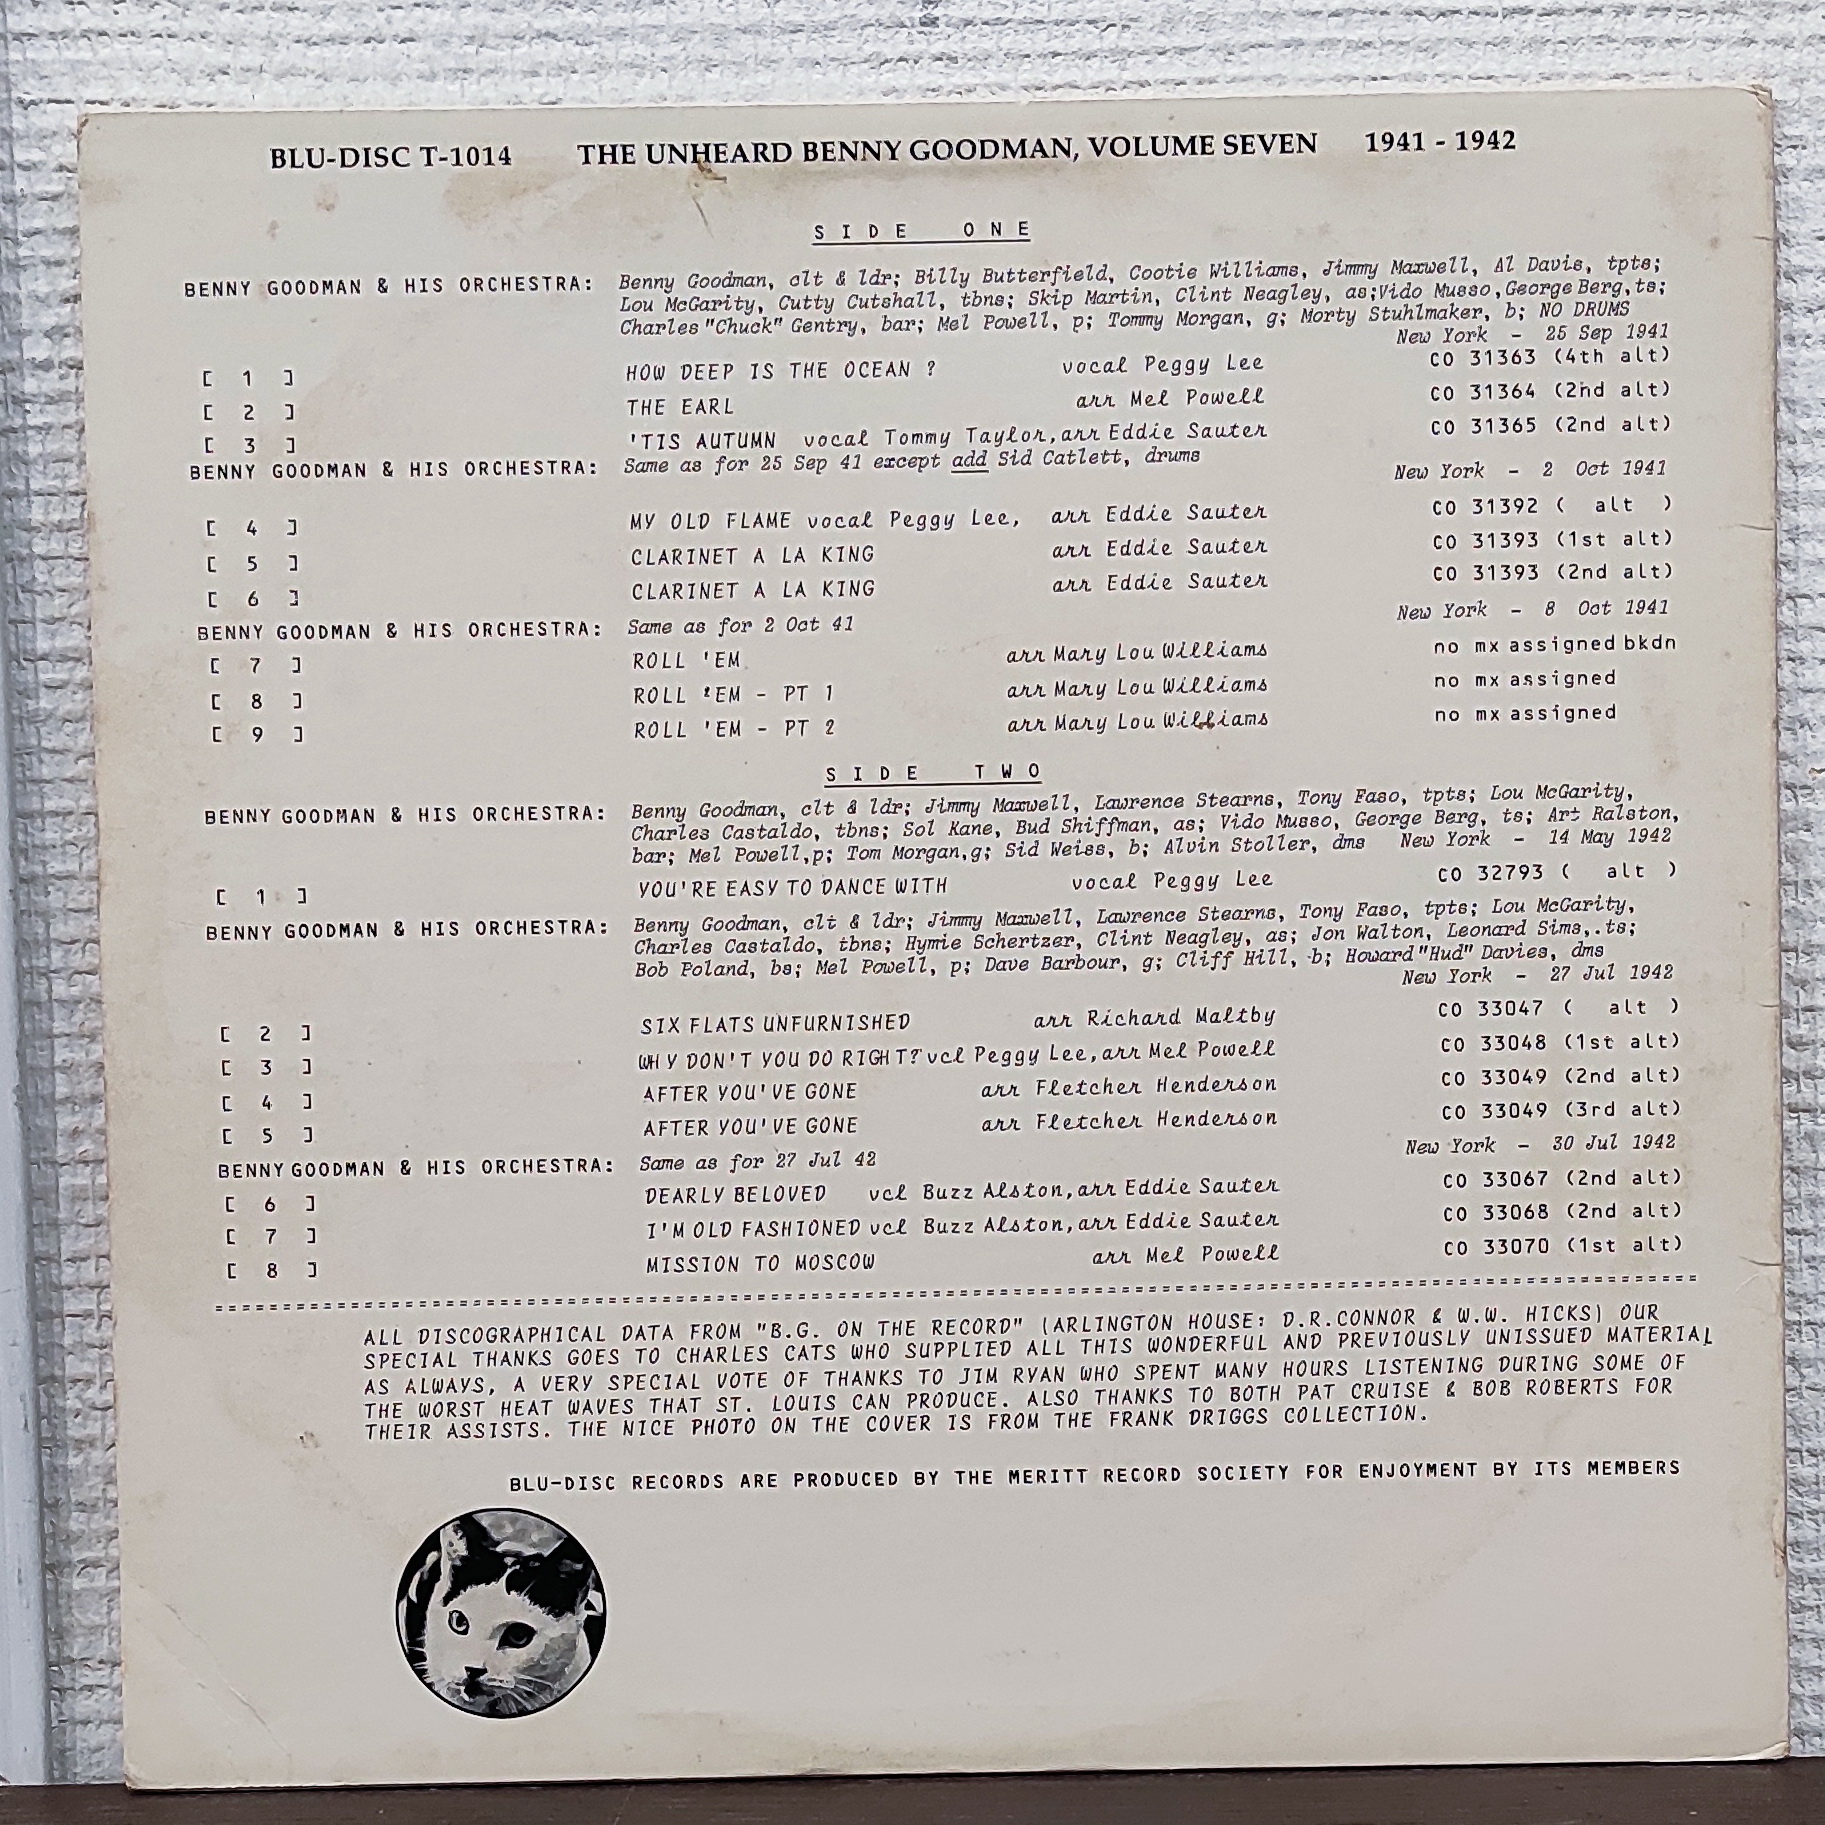 BLU-DISC T-1014 THE UNHEARD BENNY GOODMAN, VOLUME SEVEN 1941 - 1942
SIDE ONE
BENNY GOODMAN & HIS ORCHESTRA: Benny Goodman, clt & ldr; Billy Butterfield, Cootie Williams, Jimmy Maxwell, Al Davis, tpts;
Lou McGarity, Cutty Cutshall, tbns; Skip Martin, Clint Neagley, as;Vido Musso,George Berg,ts;
Charles "Chuck" Gentry, bar; Mel Powell, p; Tommy Morgan, g; Morty Stuhlmaker, b; NO DRUMS
New York - 25 Sep 1941
[ 1 ] HOW DEEP IS THE OCEAN ? vocal Peggy Lee CO 31363 (4th alt)
[ 2 ] THE EARL arr Mel Powell CO 31364 (2nd alt)
[ 3 ] 'TIS AUTUMN vocal Tommy Taylor,arr Eddie Sauter CO 31365 (2nd alt)
BENNY GOODMAN & HIS ORCHESTRA: Same as for 25 Sep 41 except add Sid Catlett, drums
New York - 2 Oct 1941
[ 4 ] MY OLD FLAME vocal Peggy Lee, arr Eddie Sauter CO 31392 ( alt )
[ 5 ] CLARINET A LA KING arr Eddie Sauter CO 31393 (1st alt)
[ 6 ] CLARINET A LA KING arr Eddie Sauter CO 31393 (2nd alt)
BENNY GOODMAN & HIS ORCHESTRA: Same as for 2 Oct 41 New York - 8 Oct 1941
[ 7 ] ROLL 'EM arr Mary Lou Williams no mx assigned bkdn
[ 8 ] ROLL 'EM - PT 1 arr Mary Lou Williams no mx assigned
[ 9 ] ROLL 'EM - PT 2 arr Mary Lou Williams no mx assigned
SIDE TWO
BENNY GOODMAN & HIS ORCHESTRA: Benny Goodman, clt & ldr; Jimmy Maxwell, Lawrence Stearns, Tony Faso, tpts; Lou McGarity,
Charles Castaldo, tbns; Sol Kane, Bud Shiffman, as; Vido Musso, George Berg, ts; Art Ralston,
bar; Mel Powell,p; Tom Morgan,g; Sid Weiss, b; Alvin Stoller, dms New York - 14 May 1942
[ 1 ] YOU'RE EASY TO DANCE WITH vocal Peggy Lee CO 32793 ( alt )
BENNY GOODMAN & HIS ORCHESTRA: Benny Goodman, clt & ldr; Jimmy Maxwell, Lawrence Stearns, Tony Faso, tpts; Lou McGarity,
Charles Castaldo, tbns; Hymie Schertzer, Clint Neagley, as; Jon Walton, Leonard Sims,.ts;
Bob Poland, bs; Mel Powell, p; Dave Barbour, g; Cliff Hill, b; Howard "Hud" Davies, dms
New York - 27 Jul 1942
[ 2 ] SIX FLATS UNFURNISHED arr Richard Maltby CO 33047 ( alt )
[ 3 ] WHY DON'T YOU DO RIGHT? vcl Peggy Lee,arr Mel Powell CO 33048 (1st alt)
[ 4 ] AFTER YOU'VE GONE arr Fletcher Henderson CO 33049 (2nd alt)
[ 5 ] AFTER YOU'VE GONE arr Fletcher Henderson CO 33049 (3rd alt)
BENNY GOODMAN & HIS ORCHESTRA: Same as for 27 Jul 42 New York - 30 Jul 1942
[ 6 ] DEARLY BELOVED vcl Buzz Alston,arr Eddie Sauter CO 33067 (2nd alt)
[ 7 ] I'M OLD FASHIONED vcl Buzz Alston,arr Eddie Sauter CO 33068 (2nd alt)
[ 8 ] MISSION TO MOSCOW arr Mel Powell CO 33070 (1st alt)
ALL DISCOGRAPHICAL DATA FROM "B.G. ON THE RECORD" (ARLINGTON HOUSE: D.R.CONNOR & W.W. HICKS) OUR
SPECIAL THANKS GOES TO CHARLES CATS WHO SUPPLIED ALL THIS WONDERFUL AND PREVIOUSLY UNISSUED MATERIAL
AS ALWAYS, A VERY SPECIAL VOTE OF THANKS TO JIM RYAN WHO SPENT MANY HOURS LISTENING DURING SOME OF
THE WORST HEAT WAVES THAT ST. LOUIS CAN PRODUCE. ALSO THANKS TO BOTH PAT CRUISE & BOB ROBERTS FOR
THEIR ASSISTS. THE NICE PHOTO ON THE COVER IS FROM THE FRANK DRIGGS COLLECTION.
BLU-DISC RECORDS ARE PRODUCED BY THE MERITT RECORD SOCIETY FOR ENJOYMENT BY ITS MEMBERS